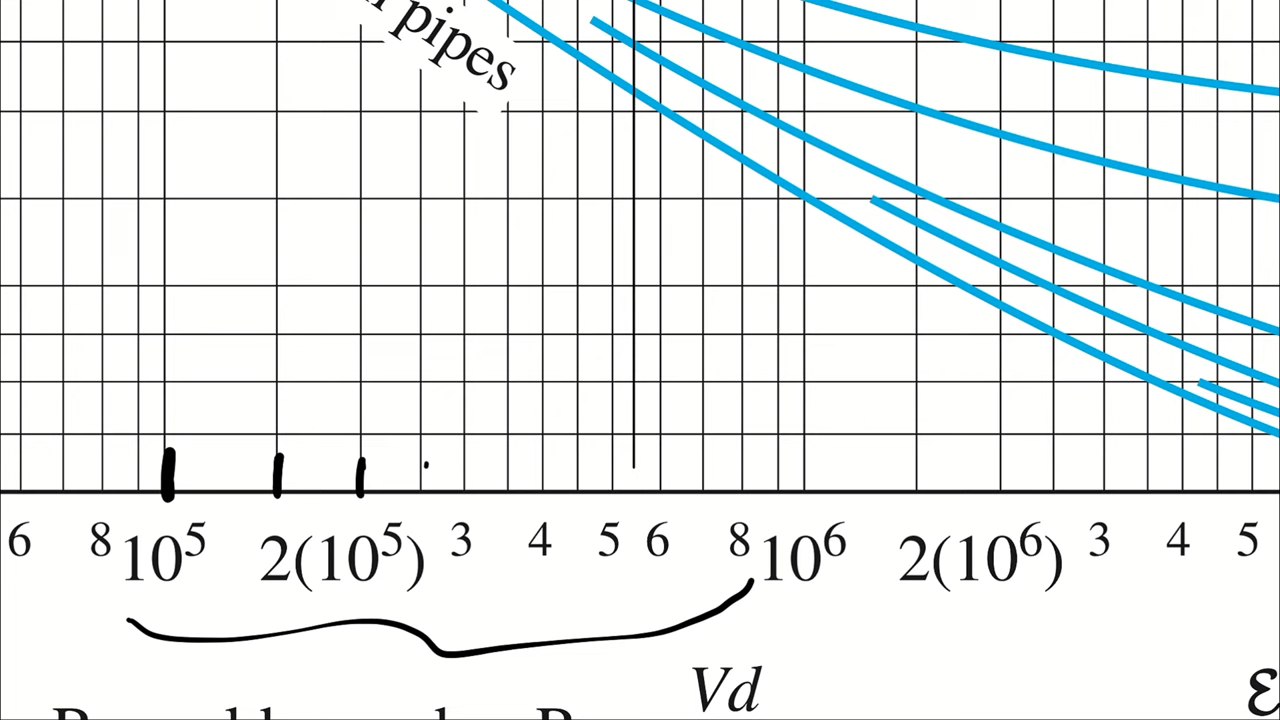 pipes
6 8 10⁵ 2(10⁵) 3 4 5 6 8 10⁶ 2(10⁶) 3 4 5
Vd
ε